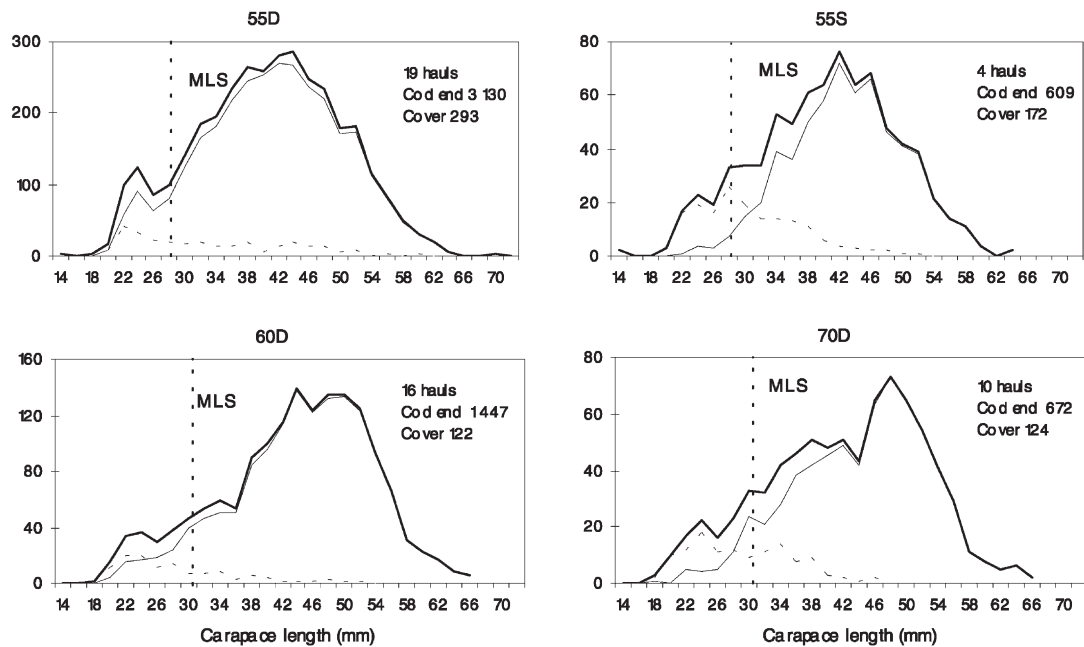 55D
300
200
100
0
MLS
19 hauls
Cod end 3 130
Cover 293
14 18 22 26 30 34 38 42 46 50 54 58 62 66 70
55S
80
60
40
20
0
MLS
4 hauls
Cod end 609
Cover 172
14 18 22 26 30 34 38 42 46 50 54 58 62 66 70
60D
160
120
80
40
0
MLS
16 hauls
Cod end 1447
Cover 122
14 18 22 26 30 34 38 42 46 50 54 58 62 66 70
Carapace length (mm)
70D
80
60
40
20
0
MLS
10 hauls
Cod end 672
Cover 124
14 18 22 26 30 34 38 42 46 50 54 58 62 66 70
Carapace length (mm)